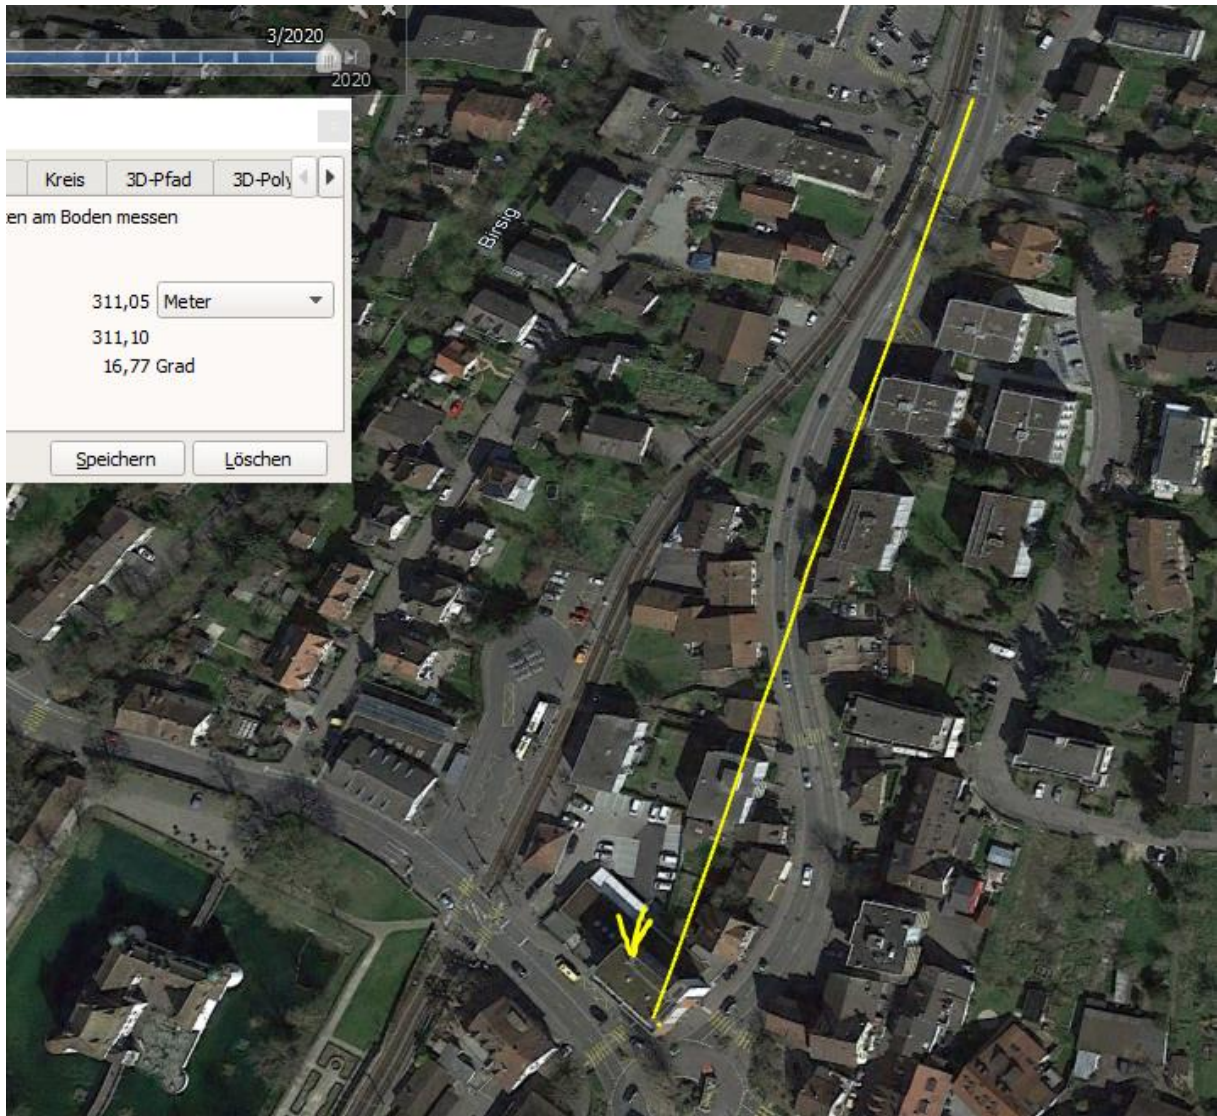 3/2020
2020
Kreis 3D-Pfad 3D-Poly
en am Boden messen
Birsig
311,05 Meter
311,10
16,77 Grad
Speichern Löschen